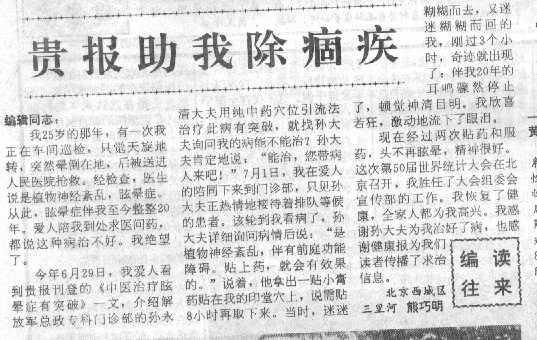 贵报助我除痼疾
编辑同志:
我25岁的那年,有一次我
正在车间巡检,只觉天旋地
转,突然晕倒在地,后被送进
人民医院抢救。经检查,医生
说是植物神经紊乱,眩晕症。
从此,眩晕症伴我至今整整20
年。爱人陪我到处求医问药,
都说这种病治不好。我绝望
了。
今年6月29日,我爱人看
到贵报刊登的《中医治疗眩
晕症有突破》一文,介绍解
放军总政专科门诊部的孙永
清大夫用纯中药穴位引流法
治疗此病有突破,就找孙大
夫询问我的病能不能治?孙大
夫肯定地说:“能治,您带病
人来吧!”7月1日,我在爱人
的陪同下来到门诊部,只见孙
大夫正热情地接待着排队等候
的患者。该轮到我看病了,孙
大夫详细询问病情后说:“是
植物神经紊乱,伴有前庭功能
障碍。贴上药,就会有效果
的。”说着,他拿出一贴小膏
药贴在我的印堂穴上,说需贴
8小时再取下来。当时,迷迷
糊糊而去,又迷
迷糊糊而回的
我,刚过3个小
时,奇迹就出现
了:伴我20年的
耳鸣骤然停止
了,顿觉神清目明。我欣喜
若狂,激动地流下了眼泪。
现在经过两次贴药和服
药,头不再眩晕,精神很好。
这次第50届世界统计大会在北
京召开,我胜任了大会组委会
宣传部的工作。我恢复了健
康,全家人都为我高兴。我感
谢孙大夫为我治好了病,也感
谢健康报为我们
读者传播了求治
信息。
北京西城区
三里河 熊巧明
编读
往来